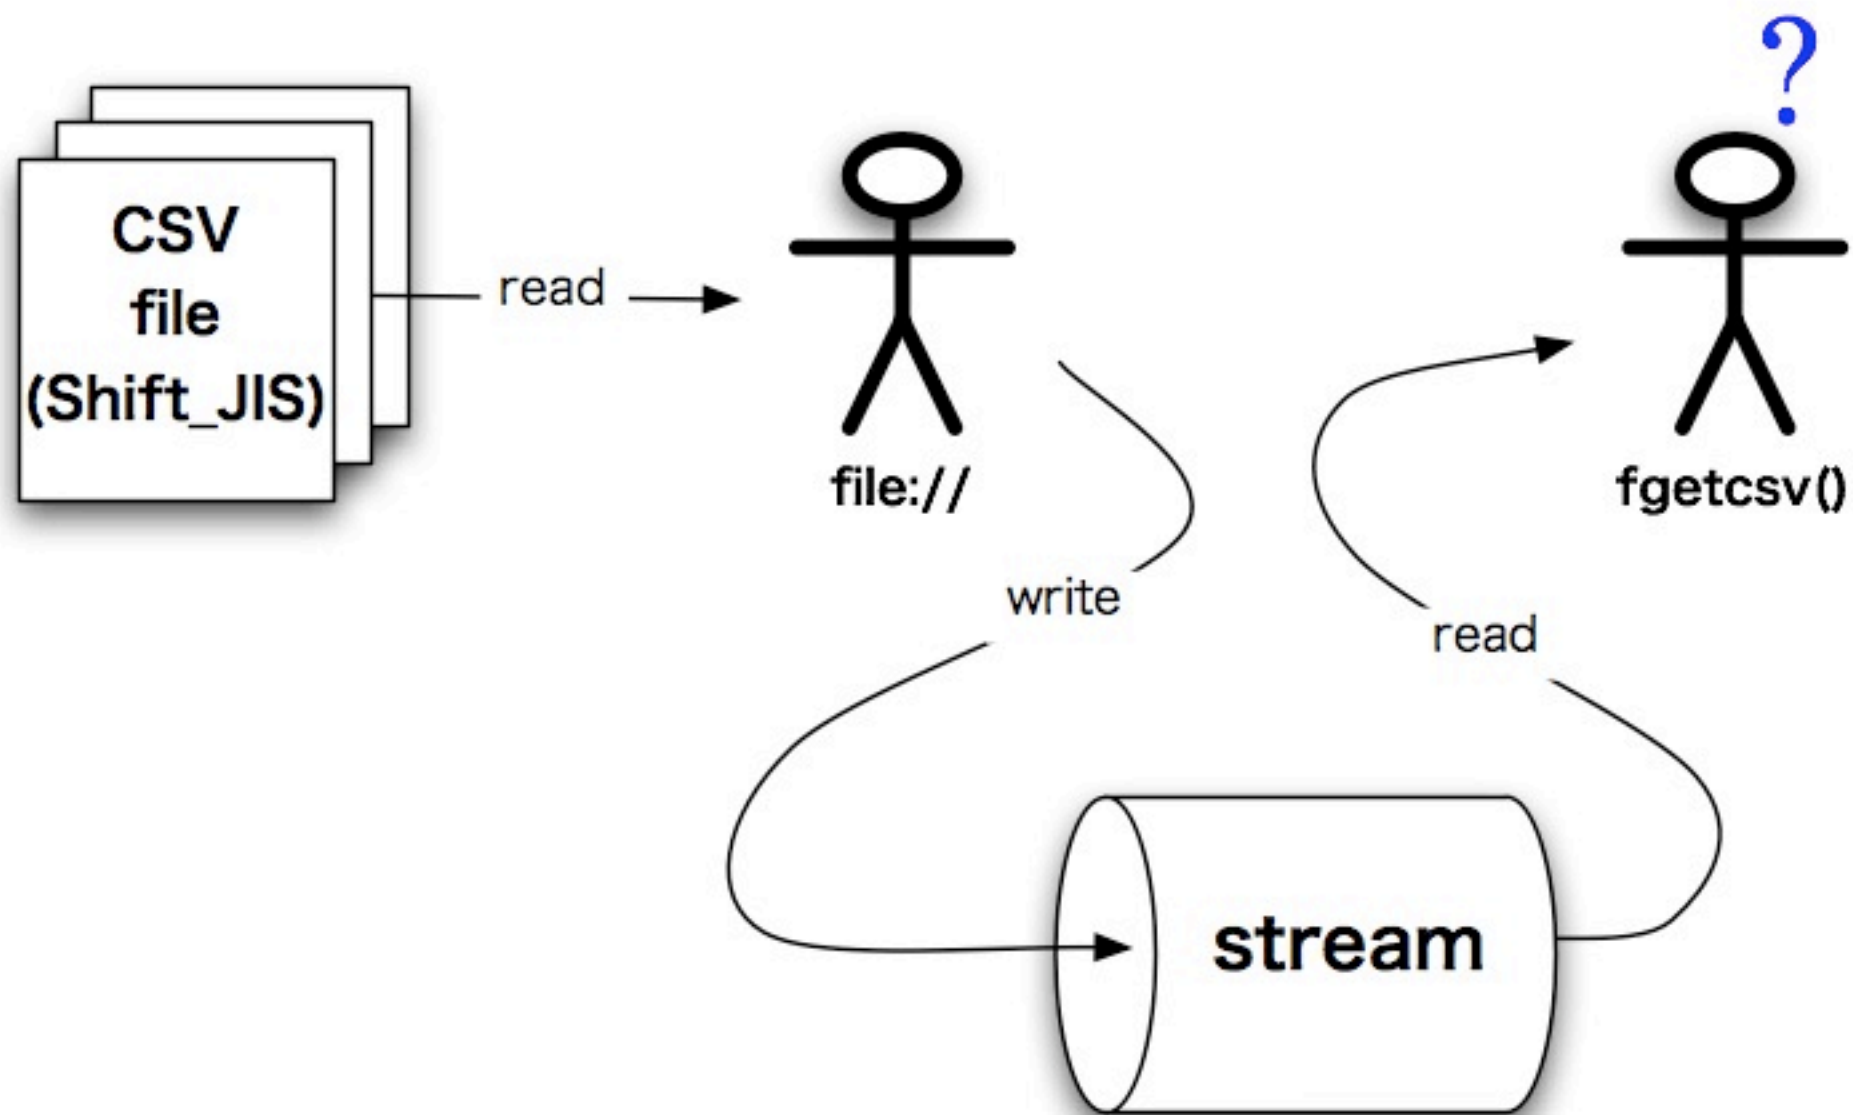 ?
CSV
file
(Shift_JIS)
read
file://
fgetcsv()
write
read
stream